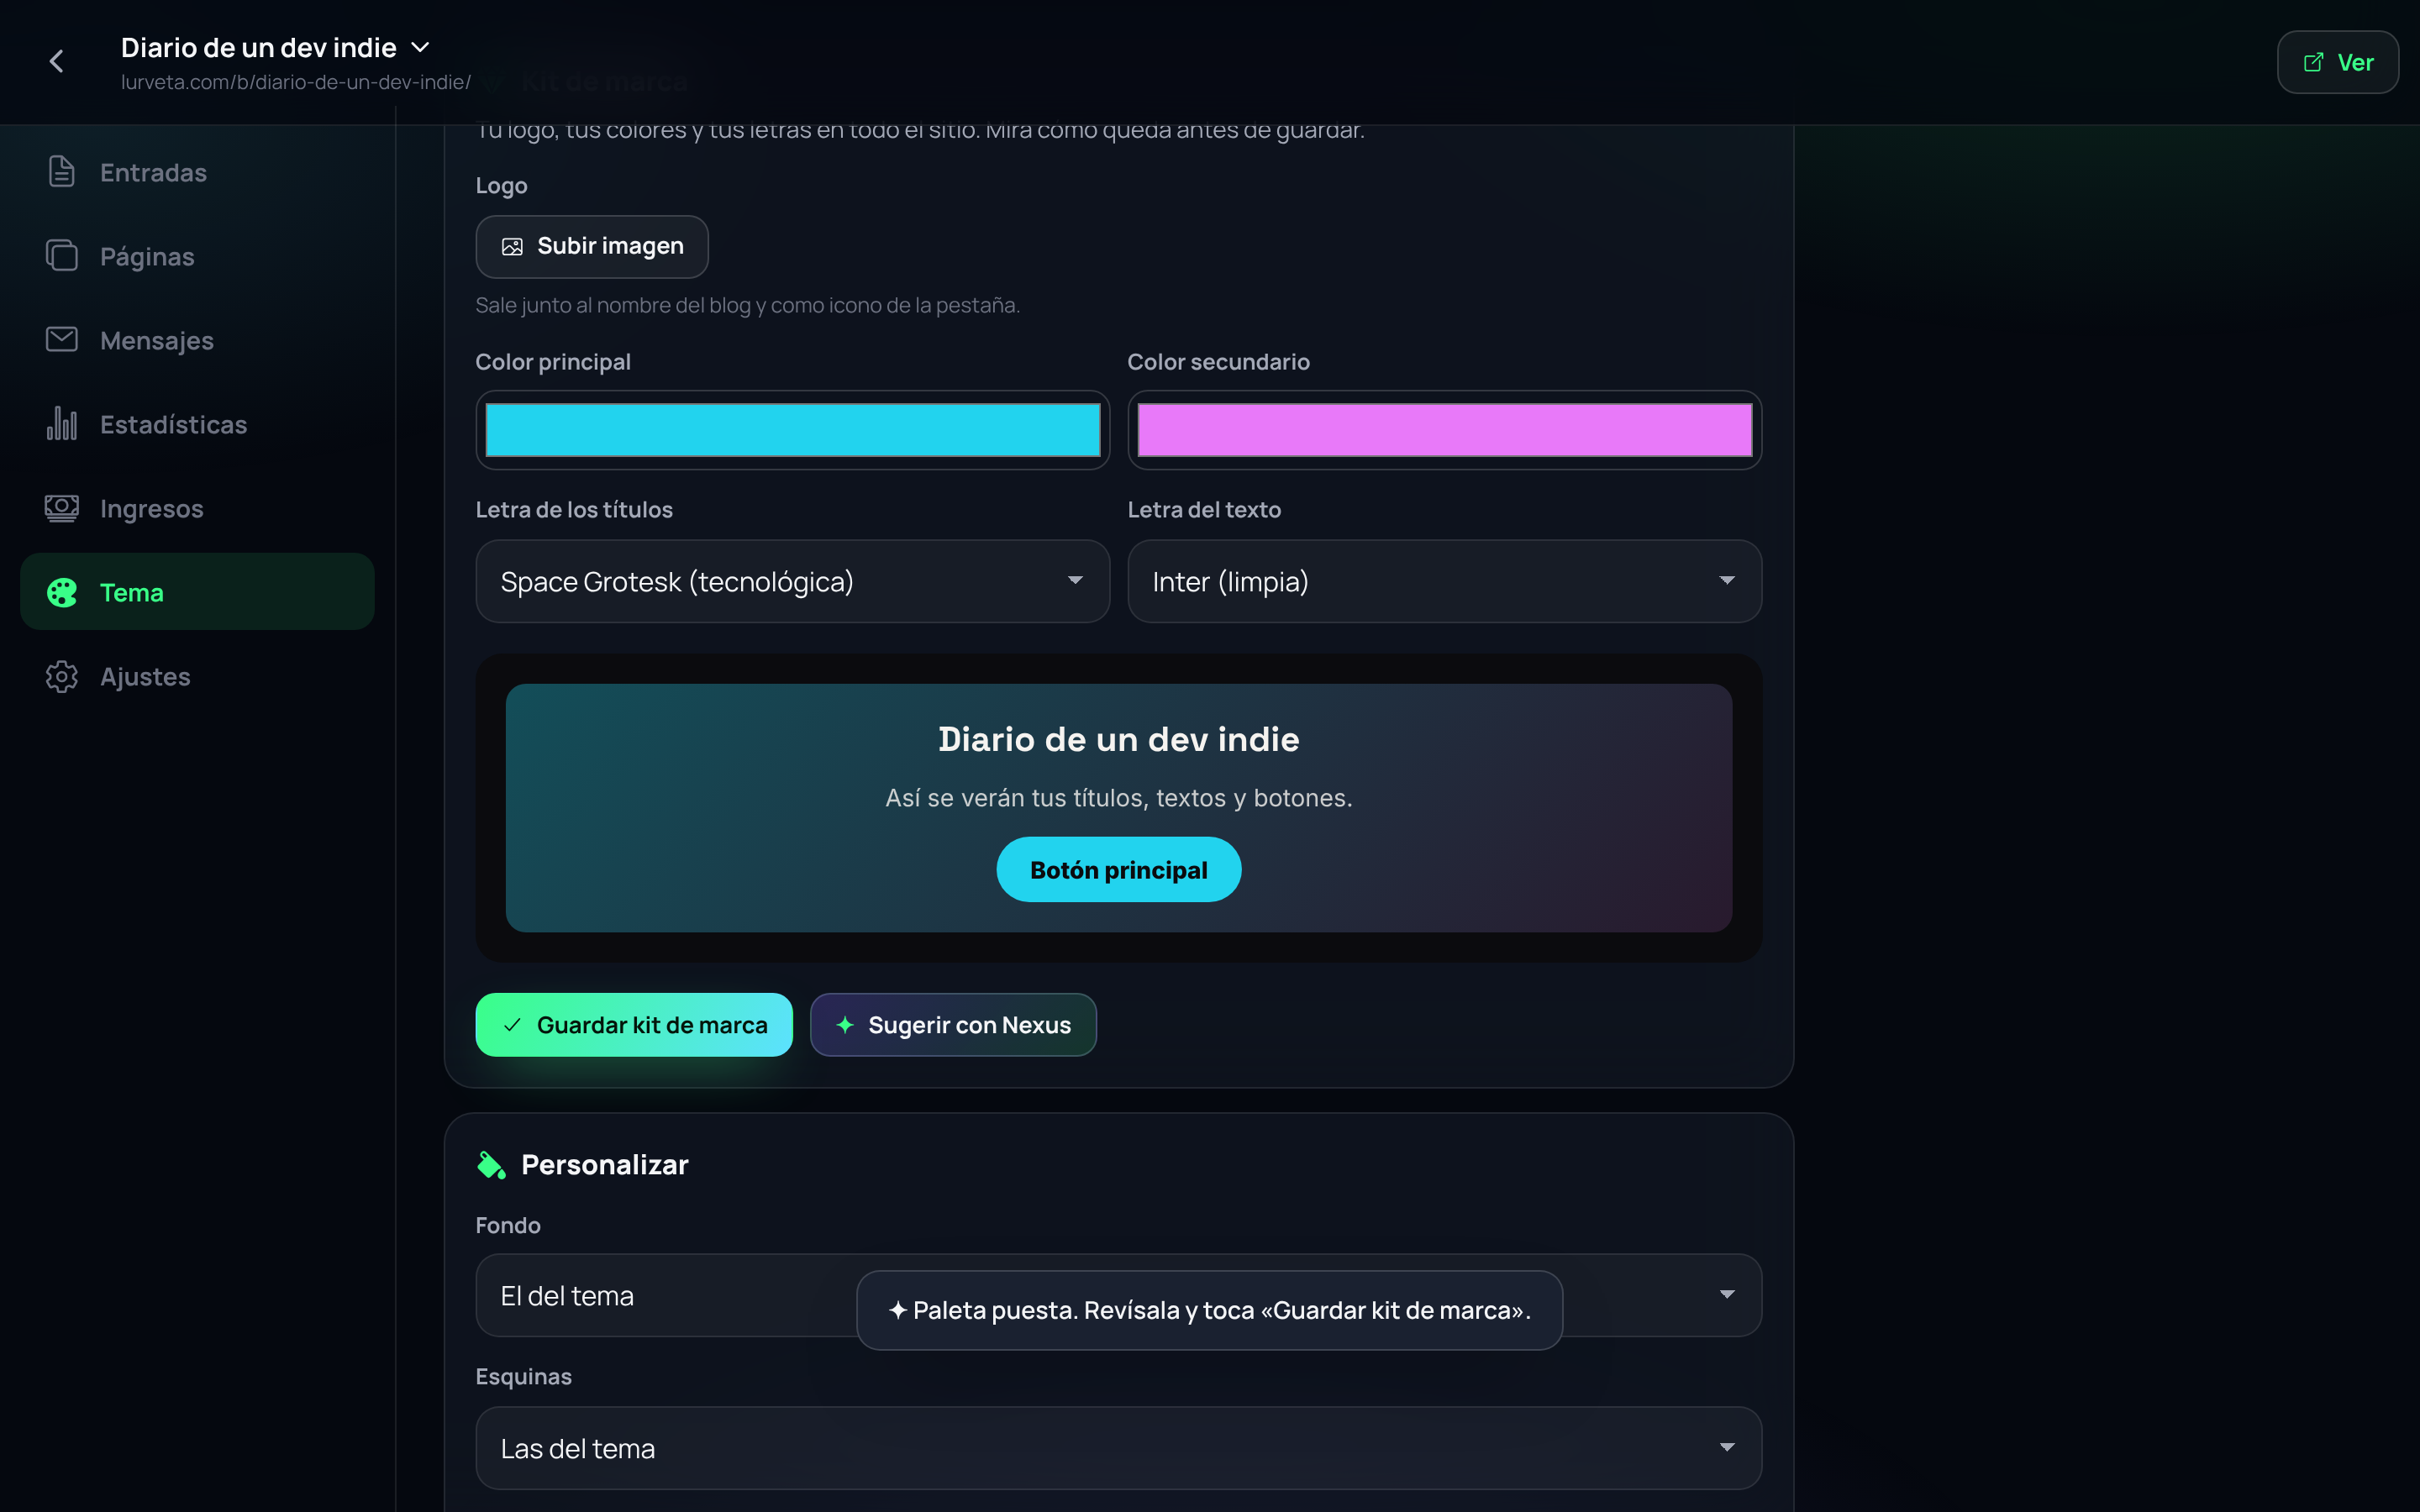 Diario de un dev indie
lurveta.com/b/diario-de-un-dev-indie/
Ver
Kit de marca
Tu logo, tus colores y tus letras en todo el sitio. Mira cómo queda antes de guardar.
Entradas
Páginas
Mensajes
Estadísticas
Ingresos
Tema
Ajustes
Logo
Subir imagen
Sale junto al nombre del blog y como icono de la pestaña.
Color principal
Color secundario
Letra de los títulos
Letra del texto
Space Grotesk (tecnológica)
Inter (limpia)
Diario de un dev indie
Así se verán tus títulos, textos y botones.
Botón principal
Guardar kit de marca
Sugerir con Nexus
Personalizar
Fondo
El del tema
✦ Paleta puesta. Revísala y toca «Guardar kit de marca».
Esquinas
Las del tema